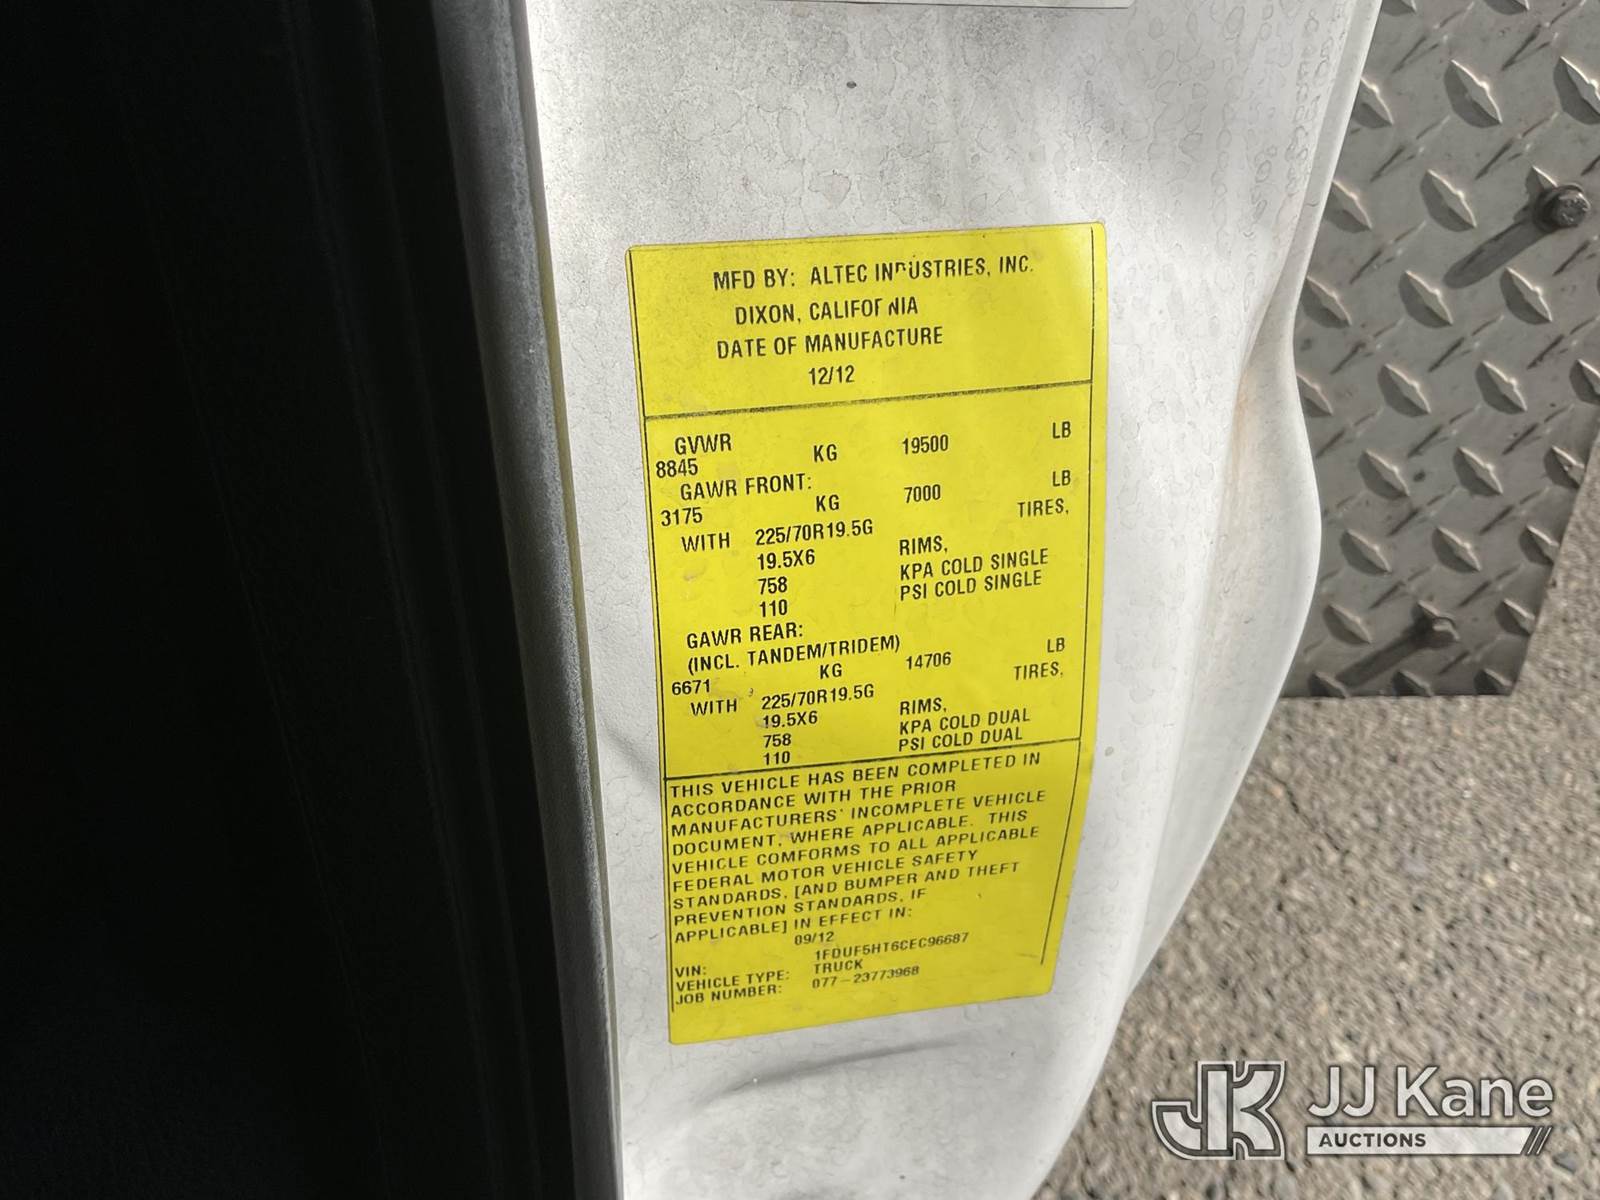 MFD BY: ALTEC INDUSTRIES, INC.
DIXON, CALIFORNIA
DATE OF MANUFACTURE
12/12
GVWR
8845 KG 19500 LB
GAWR FRONT:
3175 KG 7000 LB
WITH 225/70R19.5G TIRES,
19.5X6 RIMS,
758 KPA COLD SINGLE
110 PSI COLD SINGLE
GAWR REAR:
(INCL. TANDEM/TRIDEM)
6671 KG 14706 LB
WITH 225/70R19.5G TIRES,
19.5X6 RIMS,
758 KPA COLD DUAL
110 PSI COLD DUAL
THIS VEHICLE HAS BEEN COMPLETED IN
ACCORDANCE WITH THE PRIOR
MANUFACTURERS' INCOMPLETE VEHICLE
DOCUMENT, WHERE APPLICABLE. THIS
VEHICLE COMFORMS TO ALL APPLICABLE
FEDERAL MOTOR VEHICLE SAFETY
STANDARDS, [AND BUMPER AND THEFT
PREVENTION STANDARDS, IF
APPLICABLE] IN EFFECT IN:
09/12
VIN: 1FDUF5HT6CEC96687
VEHICLE TYPE: TRUCK
JOB NUMBER: 077-23773968
JK JJ Kane
AUCTIONS